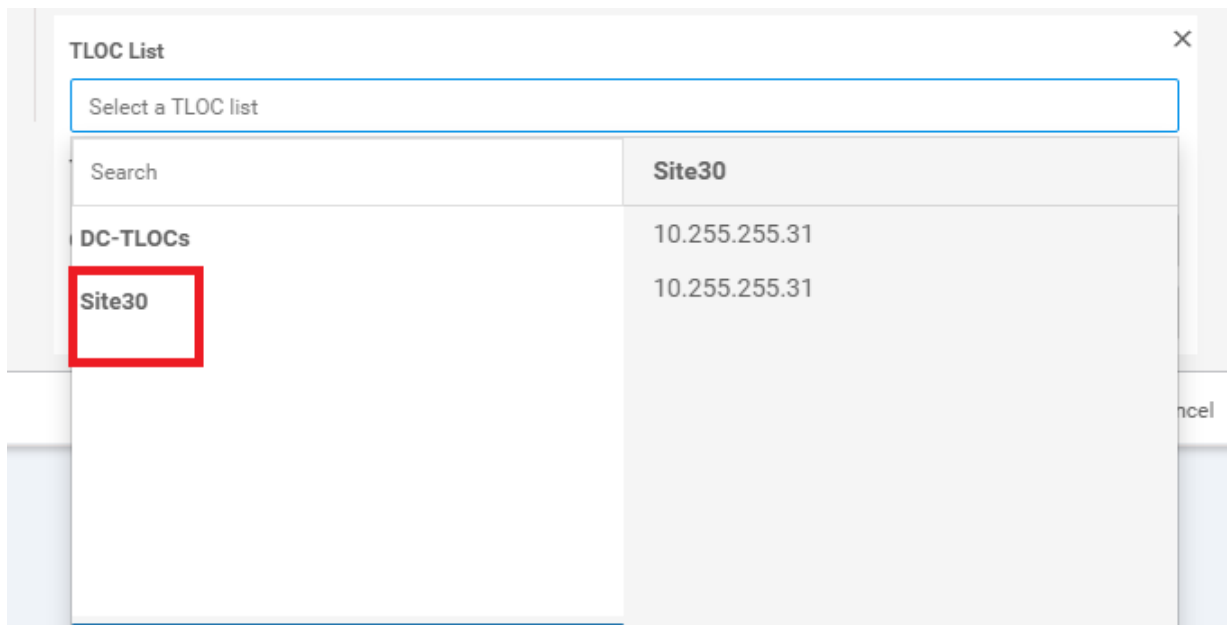 TLOC List
Select a TLOC list
Search
Site30
DC-TLOCs
10.255.255.31
Site30
10.255.255.31
ncel